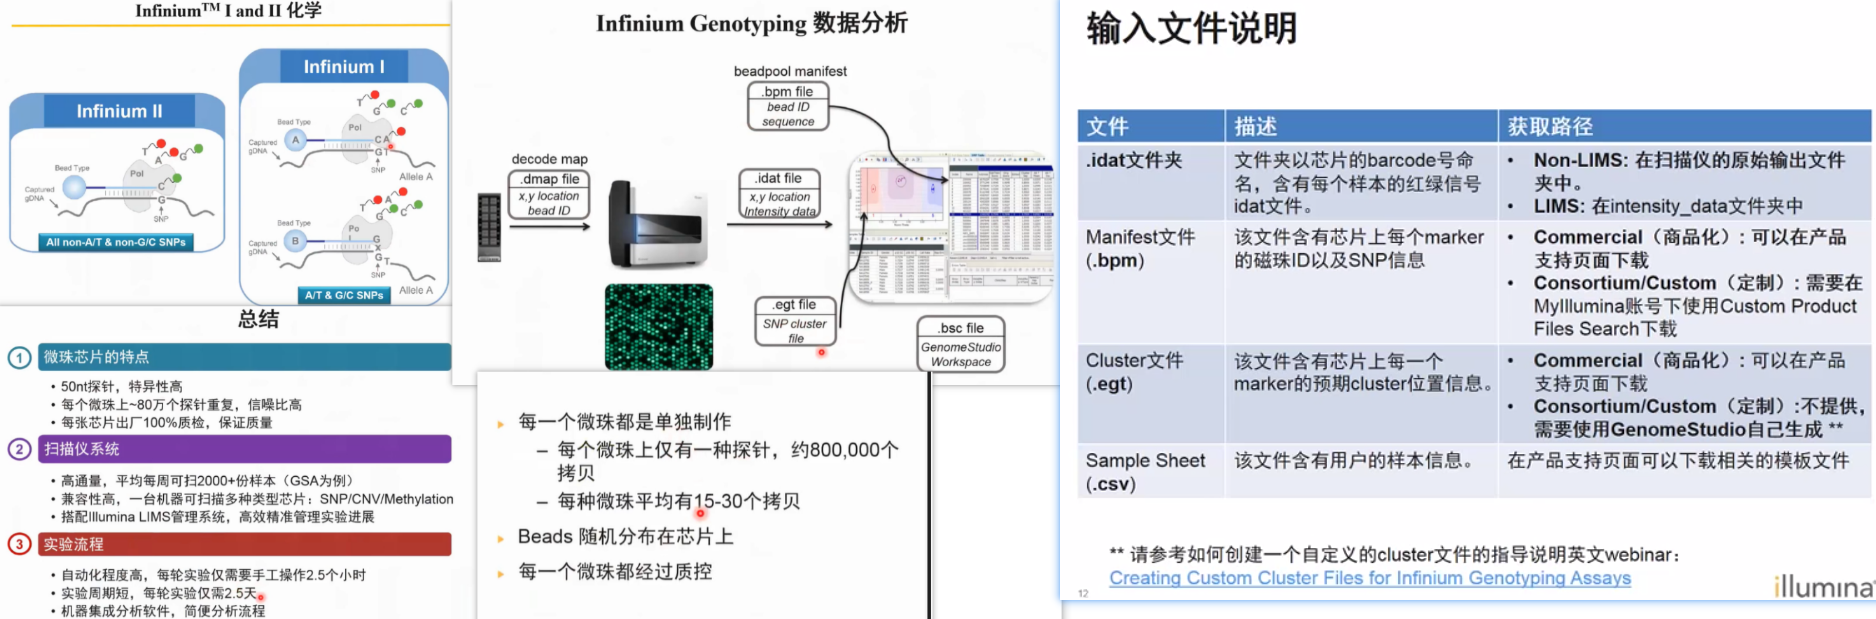 Infinium™ I and II 化学
Infinium II
Bead Type
Captured
gDNA
Pol
T
A
G
C
G
SNP
All non-A/T & non-G/C SNPs
Infinium I
T
G
C
Bead Type
A
Pol
C A
Captured
gDNA
G T
SNP
Allele A
T
A
G
C
Bead Type
B
Po
G
Captured
gDNA
G
T
SNP
Allele A
A/T & G/C SNPs
总结
1 微珠芯片的特点
• 50nt探针，特异性高
• 每个微珠上~80万个探针重复，信噪比高
• 每张芯片出厂100%质检，保证质量
2 扫描仪系统
• 高通量，平均每周可扫2000+份样本（GSA为例）
• 兼容性高，一台机器可扫描多种类型芯片：SNP/CNV/Methylation
• 搭配Illumina LIMS管理系统，高效精准管理实验进展
3 实验流程
• 自动化程度高，每轮实验仅需要手工操作2.5个小时
• 实验周期短，每轮实验仅需2.5天
• 机器集成分析软件，简便分析流程
Infinium Genotyping 数据分析
beadpool manifest
.bpm file
bead ID
sequence
decode map
.dmap file
x,y location
bead ID
.idat file
x,y location
Intensity data
.egt file
SNP cluster
file
.bsc file
GenomeStudio
Workspace
每一个微珠都是单独制作
– 每个微珠上仅有一种探针，约800,000个
拷贝
– 每种微珠平均有15-30个拷贝
Beads 随机分布在芯片上
每一个微珠都经过质控
输入文件说明
文件 描述 获取路径
.idat文件夹
文件夹以芯片的barcode号命
名，含有每个样本的红绿信号
idat文件。
• Non-LIMS: 在扫描仪的原始输出文件
夹中。
• LIMS: 在intensity_data文件夹中
Manifest文件
(.bpm)
该文件含有芯片上每个marker
的磁珠ID以及SNP信息
• Commercial（商品化）: 可以在产品
支持页面下载
• Consortium/Custom（定制）: 需要在
MyIllumina账号下使用Custom Product
Files Search下载
Cluster文件
(.egt)
该文件含有芯片上每一个
marker的预期cluster位置信息。
• Commercial（商品化）: 可以在产品
支持页面下载
• Consortium/Custom（定制）:不提供，
需要使用GenomeStudio自己生成 **
Sample Sheet
(.csv)
该文件含有用户的样本信息。
在产品支持页面可以下载相关的模板文件
** 请参考如何创建一个自定义的cluster文件的指导说明英文webinar：
Creating Custom Cluster Files for Infinium Genotyping Assays
12
illumina